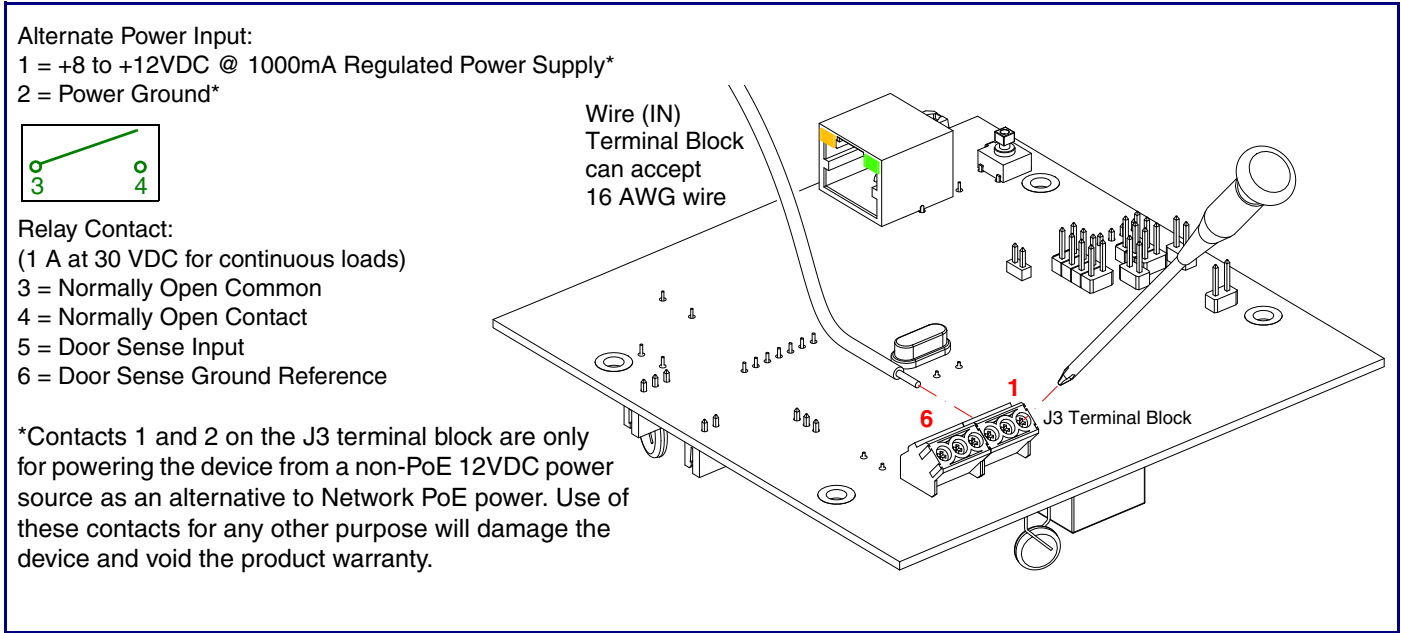 Alternate Power Input:
1 = +8 to +12VDC @ 1000mA Regulated Power Supply*
2 = Power Ground*
3 4
Relay Contact:
(1 A at 30 VDC for continuous loads)
3 = Normally Open Common
4 = Normally Open Contact
5 = Door Sense Input
6 = Door Sense Ground Reference
*Contacts 1 and 2 on the J3 terminal block are only
for powering the device from a non-PoE 12VDC power
source as an alternative to Network PoE power. Use of
these contacts for any other purpose will damage the
device and void the product warranty.
Wire (IN)
Terminal Block
can accept
16 AWG wire
1
6
J3 Terminal Block